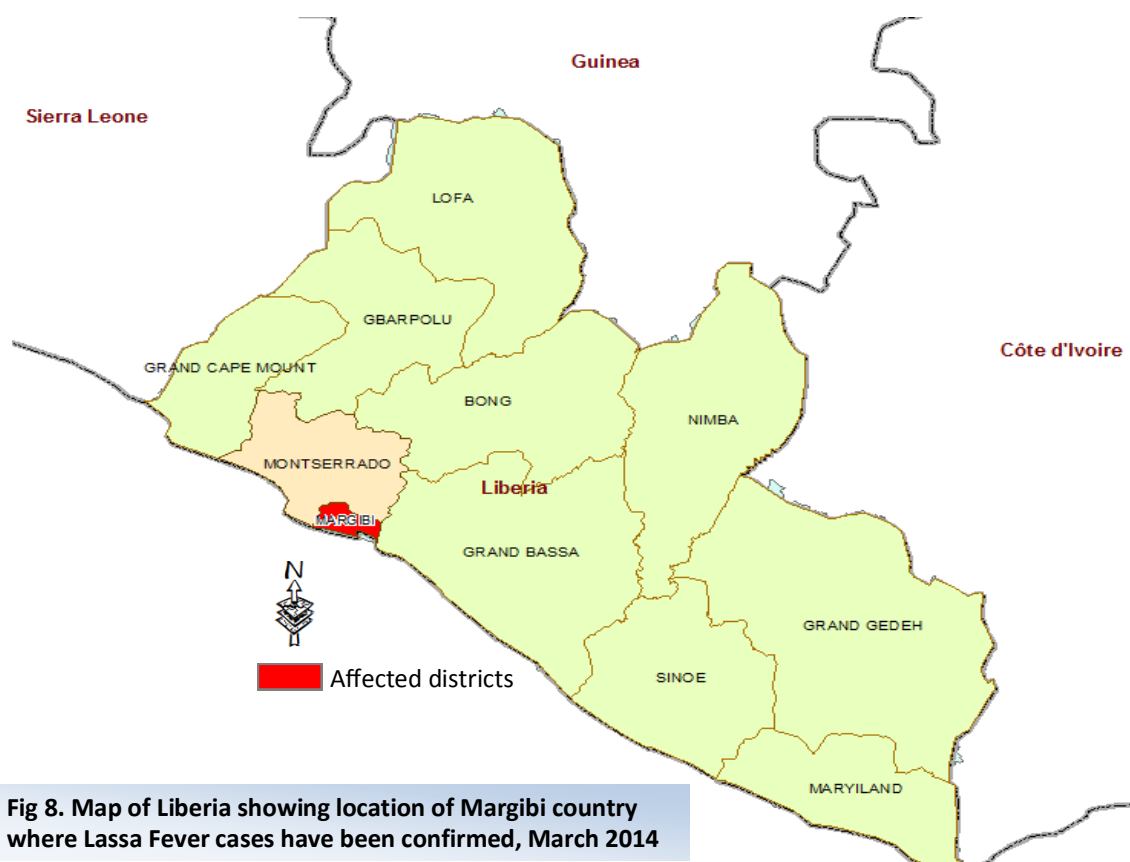 Guinea
Sierra Leone
LOFA
GBARPOLU
Côte d'Ivoire
GRAND CAPE MOUNT
BONG
NIMBA
MONTSERRADO
Liberia
MARGIBI
GRAND BASSA
N
GRAND GEDEH
SINOE
Affected districts
MARYILAND
Fig 8. Map of Liberia showing location of Margibi country
where Lassa Fever cases have been confirmed, March 2014